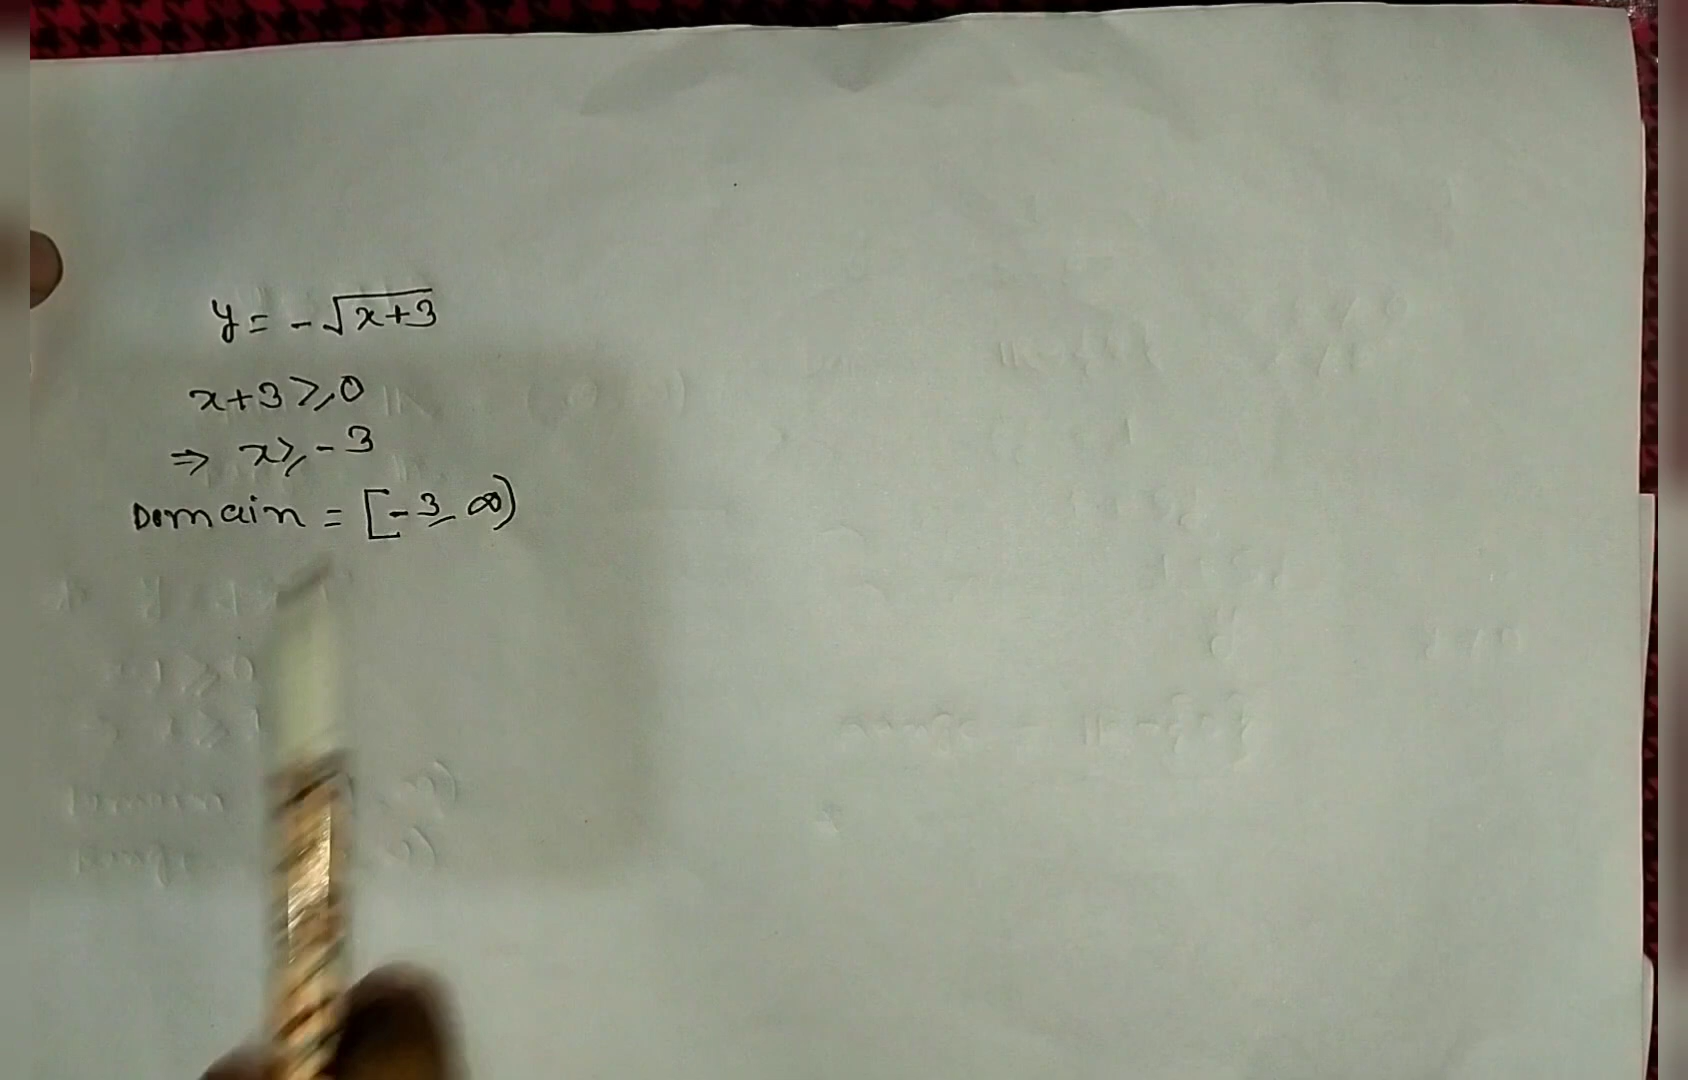 y = -√x+3
x+3 ≥ 0
⇒ x ≥ -3
Domain = [-3, ∞)